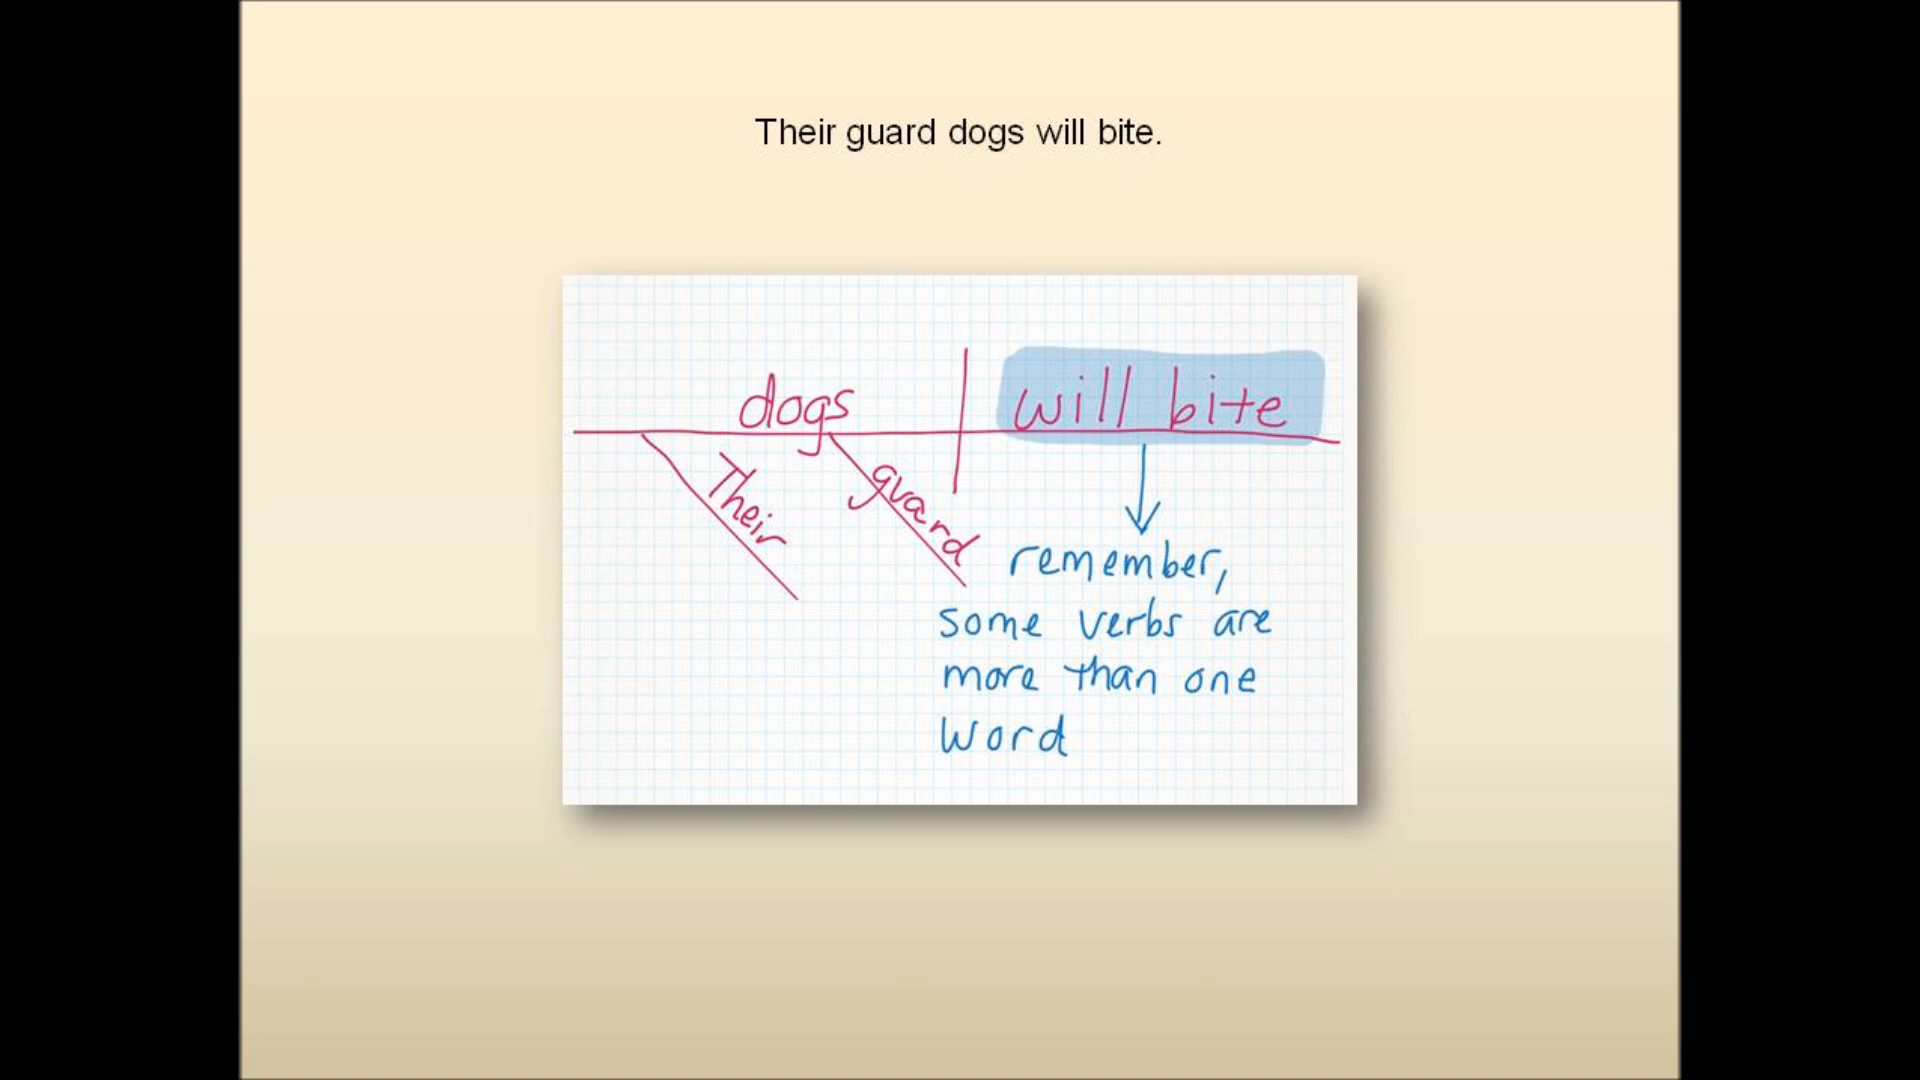 Their guard dogs will bite.
dogs will bite
Their guard
remember,
some verbs are
more than one
word